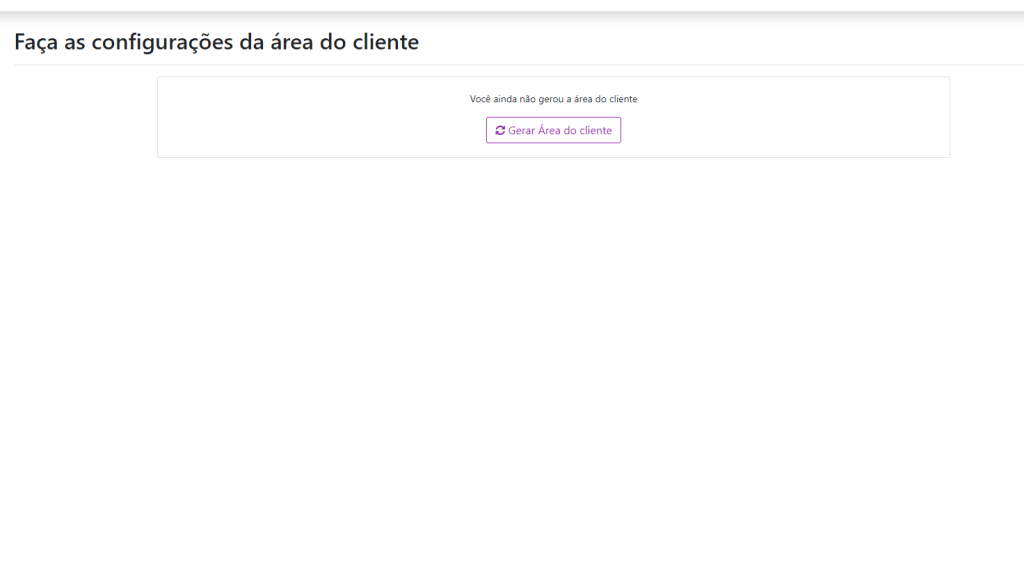 Faça as configurações da área do cliente
Você ainda não gerou a área do cliente
Gerar Área do cliente